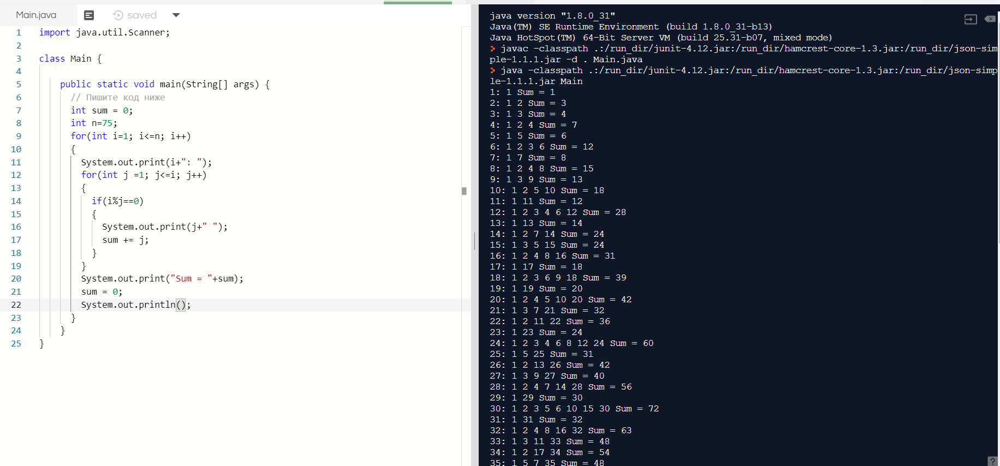 Main.java
saved
1 import java.util.Scanner;
2
3 class Main {
4
5 public static void main(String[] args) {
6 // Пишите код ниже
7 int sum = 0;
8 int n=75;
9 for(int i=1; i<=n; i++)
10 {
11 System.out.print(i+": ");
12 for(int j =1; j<=i; j++)
13 {
14 if(i%j==0)
15 {
16 System.out.print(j+" ");
17 sum += j;
18 }
19 }
20 System.out.print("Sum = "+sum);
21 sum = 0;
22 System.out.println();
23 }
24 }
25 }
java version "1.8.0_31"
Java(TM) SE Runtime Environment (build 1.8.0_31-b13)
Java HotSpot(TM) 64-Bit Server VM (build 25.31-b07, mixed mode)
> javac -classpath .:/run_dir/junit-4.12.jar:/run_dir/hamcrest-core-1.3.jar:/run_dir/json-sim
ple-1.1.1.jar -d . Main.java
> java -classpath .:/run_dir/junit-4.12.jar:/run_dir/hamcrest-core-1.3.jar:/run_dir/json-simp
le-1.1.1.jar Main
1: 1 Sum = 1
2: 1 2 Sum = 3
3: 1 3 Sum = 4
4: 1 2 4 Sum = 7
5: 1 5 Sum = 6
6: 1 2 3 6 Sum = 12
7: 1 7 Sum = 8
8: 1 2 4 8 Sum = 15
9: 1 3 9 Sum = 13
10: 1 2 5 10 Sum = 18
11: 1 11 Sum = 12
12: 1 2 3 4 6 12 Sum = 28
13: 1 13 Sum = 14
14: 1 2 7 14 Sum = 24
15: 1 3 5 15 Sum = 24
16: 1 2 4 8 16 Sum = 31
17: 1 17 Sum = 18
18: 1 2 3 6 9 18 Sum = 39
19: 1 19 Sum = 20
20: 1 2 4 5 10 20 Sum = 42
21: 1 3 7 21 Sum = 32
22: 1 2 11 22 Sum = 36
23: 1 23 Sum = 24
24: 1 2 3 4 6 8 12 24 Sum = 60
25: 1 5 25 Sum = 31
26: 1 2 13 26 Sum = 42
27: 1 3 9 27 Sum = 40
28: 1 2 4 7 14 28 Sum = 56
29: 1 29 Sum = 30
30: 1 2 3 5 6 10 15 30 Sum = 72
31: 1 31 Sum = 32
32: 1 2 4 8 16 32 Sum = 63
33: 1 3 11 33 Sum = 48
34: 1 2 17 34 Sum = 54
35: 1 5 7 35 Sum = 48
?